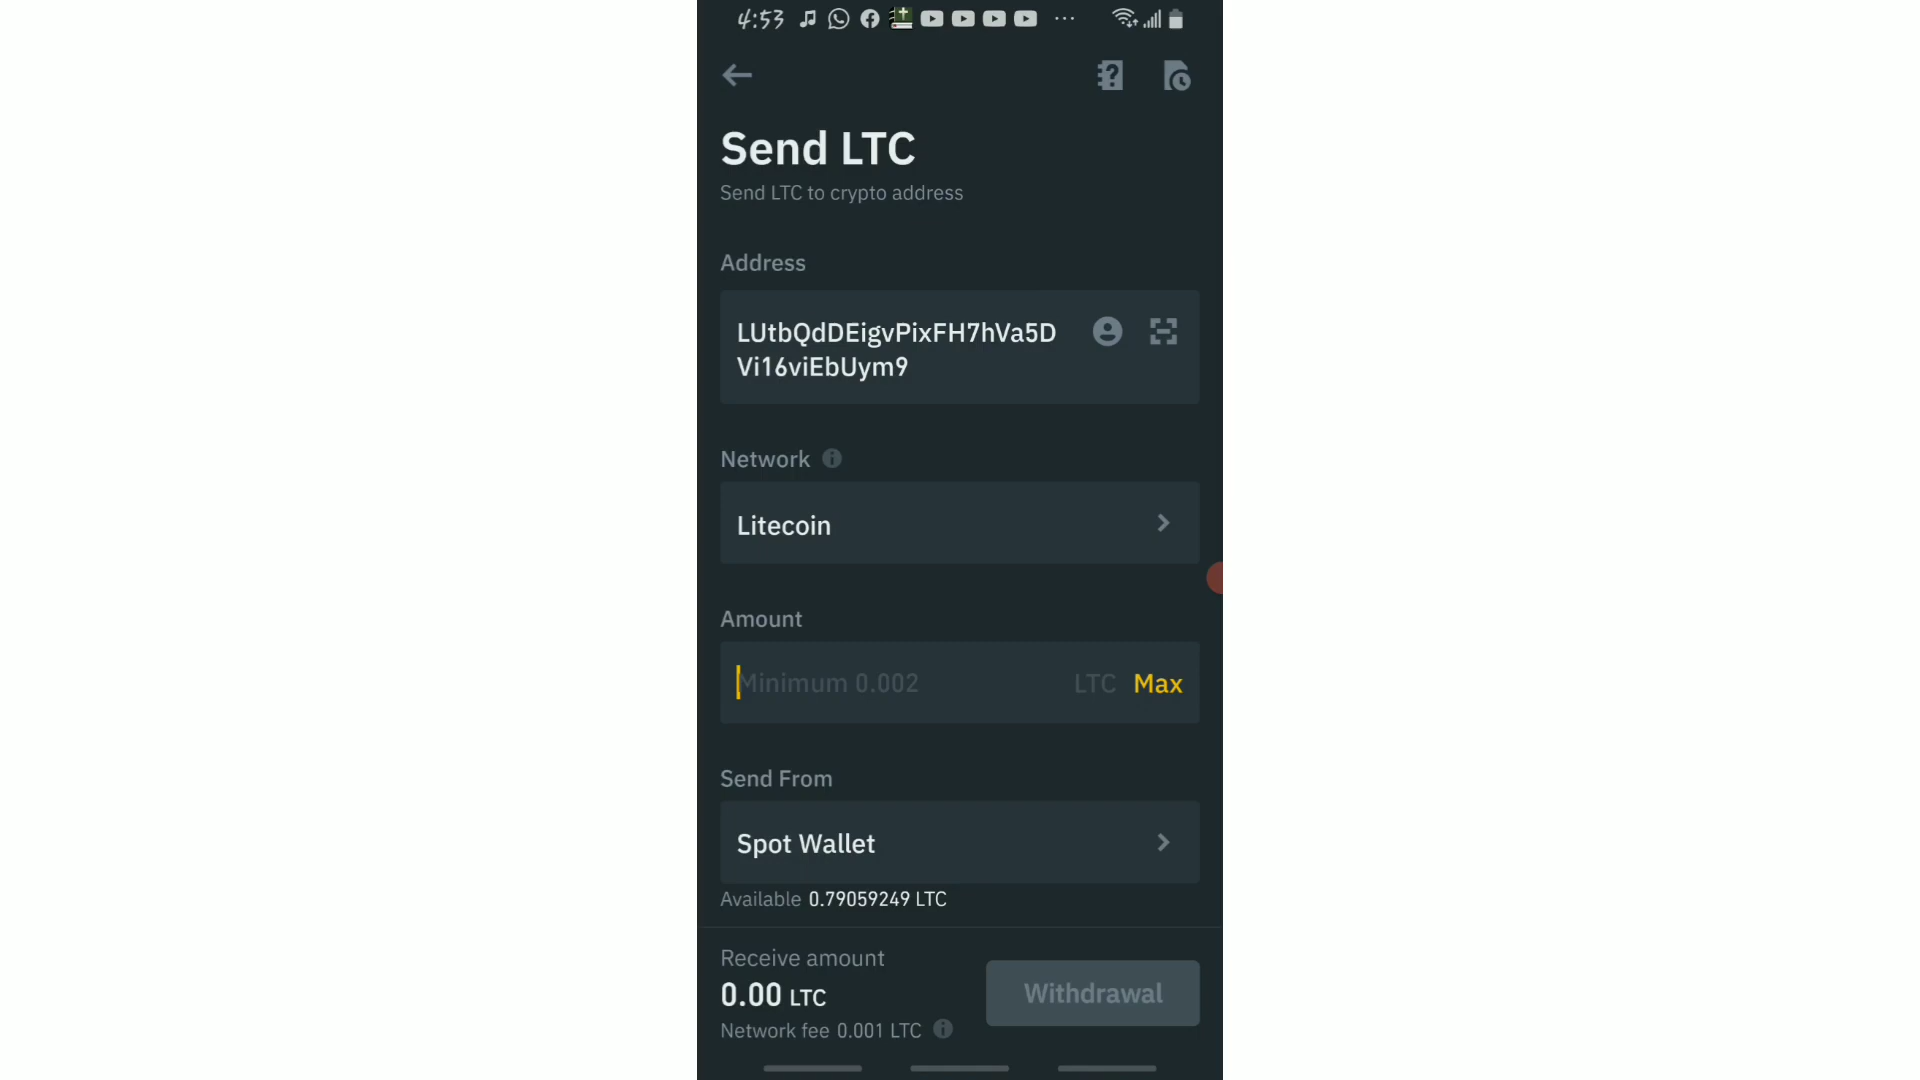 4:53
Send LTC
Send LTC to crypto address
Address
LUtbQdDEigvPixFH7hVa5D
Vi16viEbUym9
Network
Litecoin
Amount
Minimum 0.002 LTC Max
Send From
Spot Wallet
Available 0.79059249 LTC
Receive amount
0.00 LTC
Network fee 0.001 LTC
Withdrawal